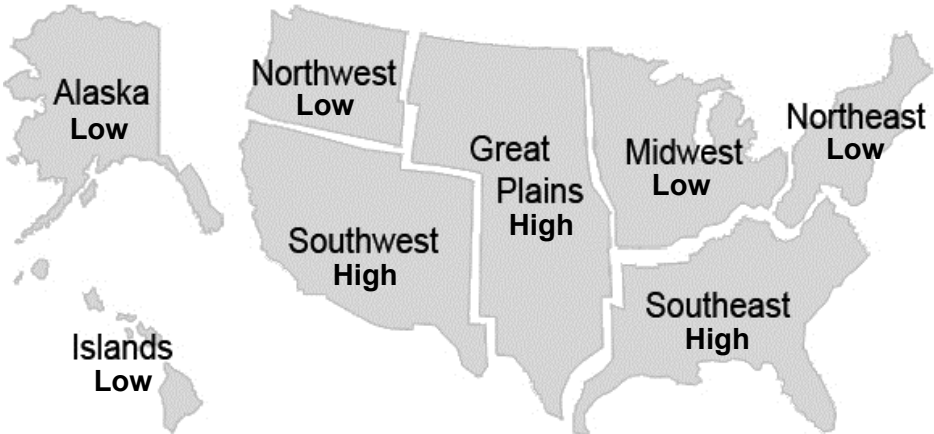 Alaska
Low
Northwest
Low
Great
Plains
High
Midwest
Low
Northeast
Low
Southwest
High
Southeast
High
Islands
Low